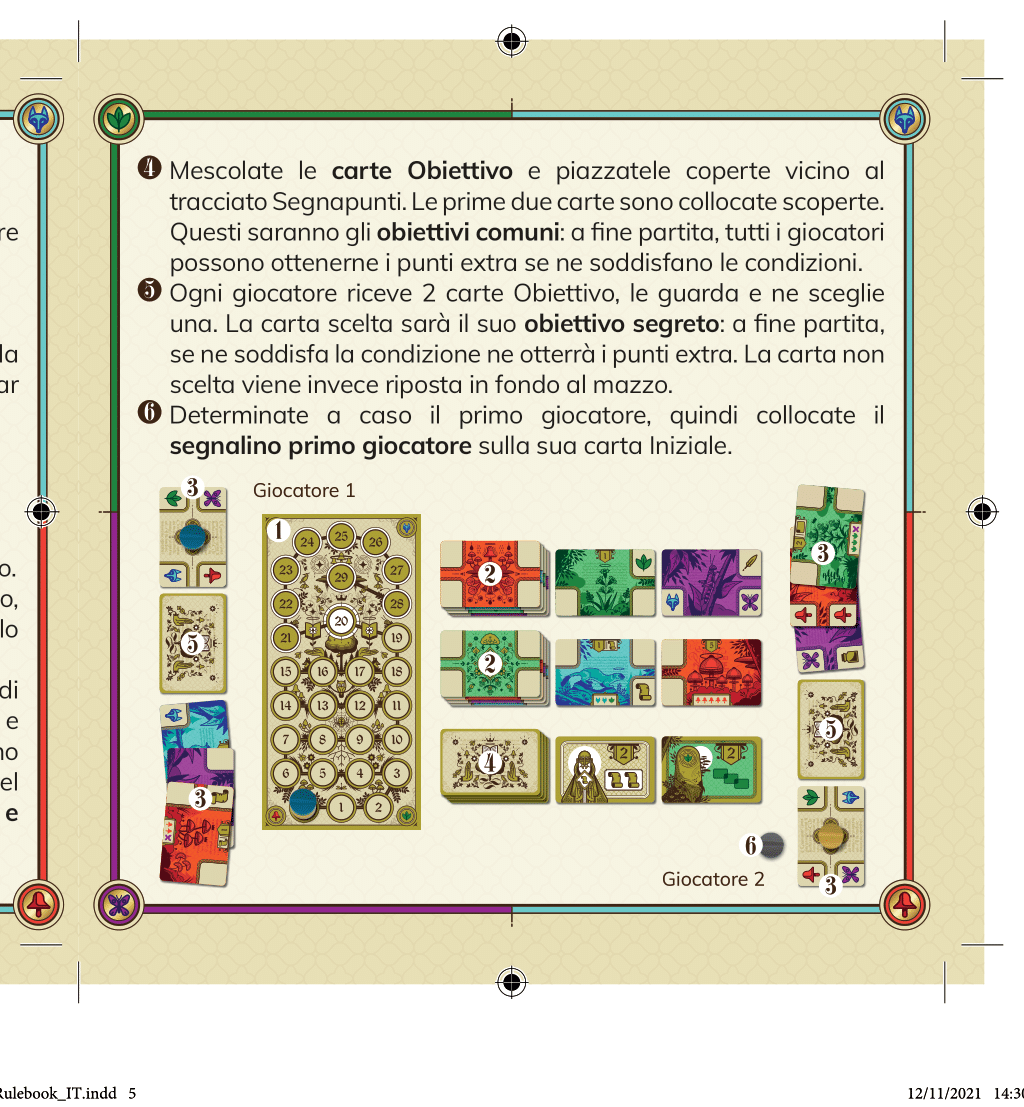 4 Mescolate le carte Obiettivo e piazzatele coperte vicino al
tracciato Segnapunti. Le prime due carte sono collocate scoperte.
Questi saranno gli obiettivi comuni: a fine partita, tutti i giocatori
possono ottenerne i punti extra se ne soddisfano le condizioni.
5 Ogni giocatore riceve 2 carte Obiettivo, le guarda e ne sceglie
una. La carta scelta sarà il suo obiettivo segreto: a fine partita,
se ne soddisfa la condizione ne otterrà i punti extra. La carta non
scelta viene invece riposta in fondo al mazzo.
6 Determinate a caso il primo giocatore, quindi collocate il
segnalino primo giocatore sulla sua carta Iniziale.
re
la
ar
o.
o,
lo
di
e
no
el
e
3
Giocatore 1
5
3
1
24 25 26
23 29 27
22 28
20
21 19
15 16 17 18
14 13 12 11
7 8 9 10
6 5 4 3
1 2
2 1
2 3
4 2 2
3
5
3
6
Giocatore 2
Rulebook_IT.indd 5
12/11/2021 14:30